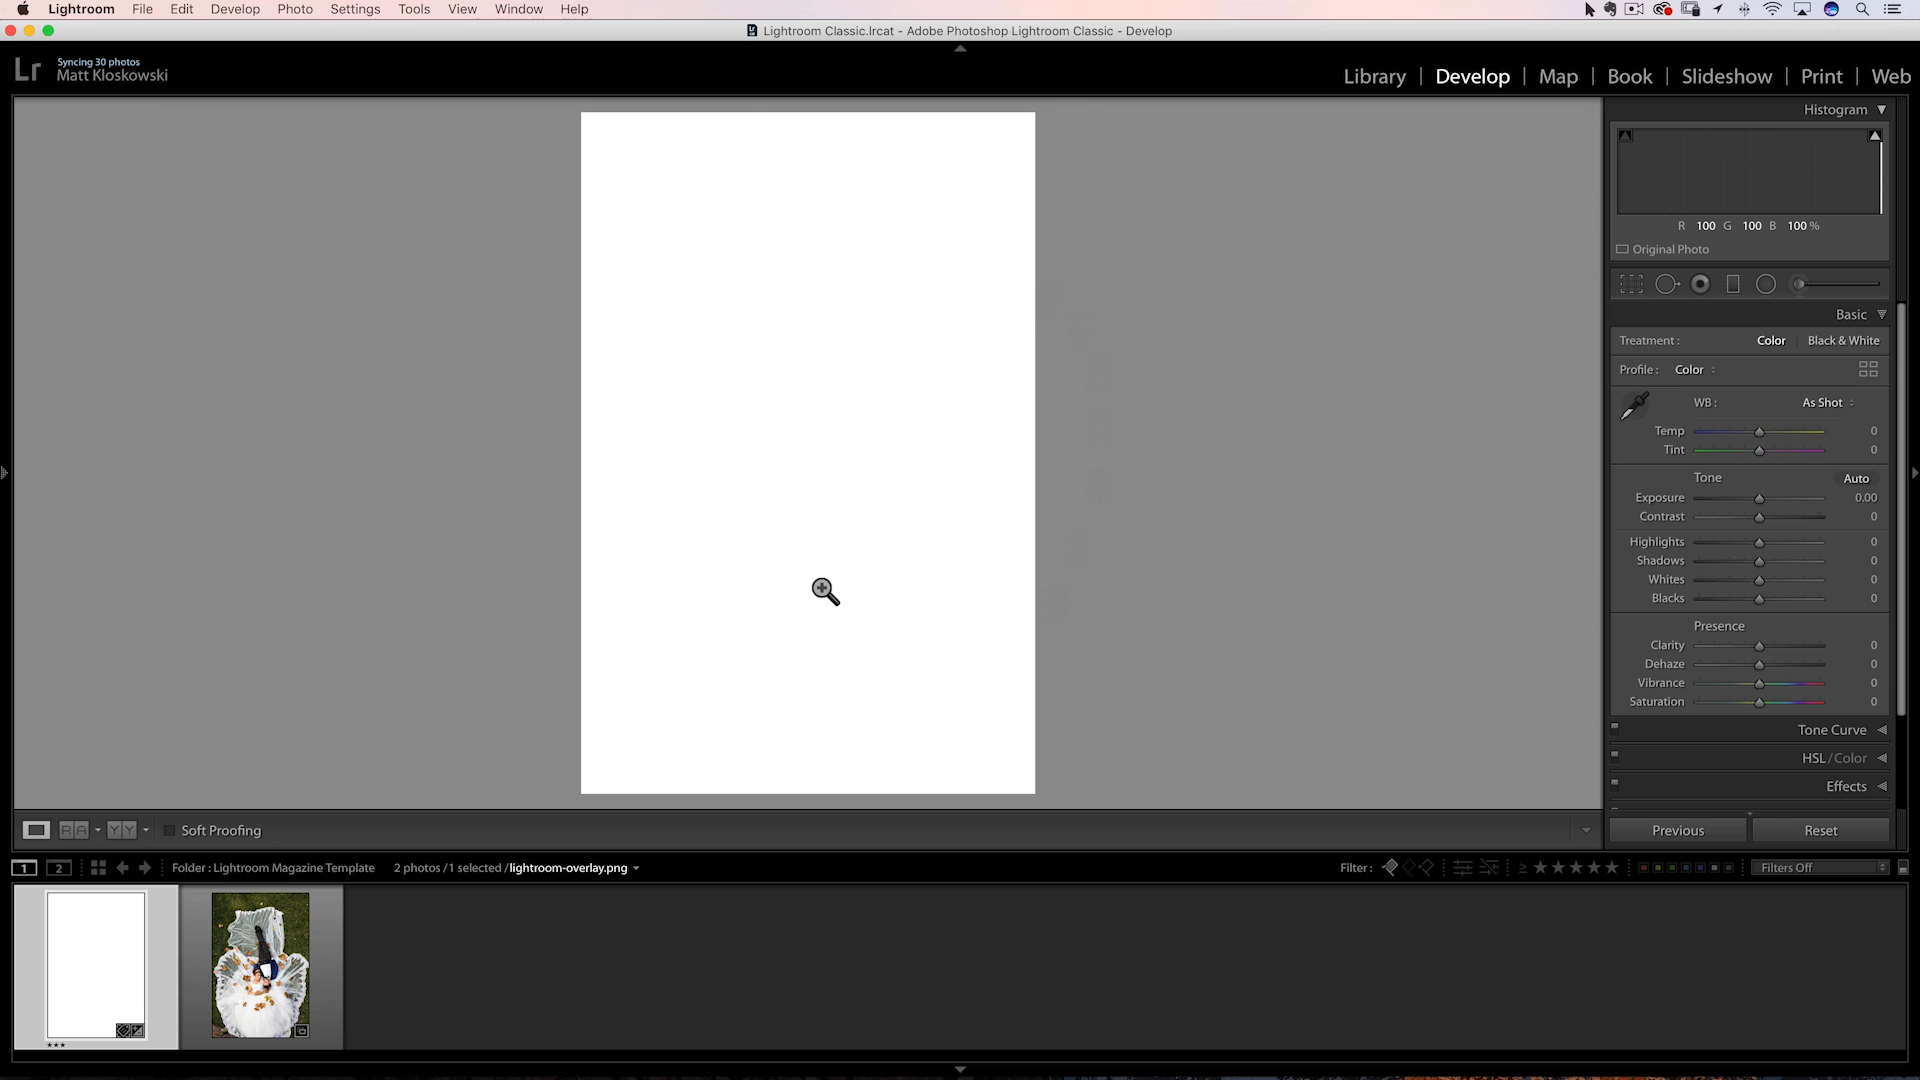 Lightroom File Edit Develop Photo Settings Tools View Window Help
Lightroom Classic.lrcat - Adobe Photoshop Lightroom Classic - Develop
Lr
Syncing 30 photos
Matt Kloskowski
Library | Develop | Map | Book | Slideshow | Print | Web
Histogram
R 100 G 100 B 100 %
Original Photo
Basic
Treatment : Color Black & White
Profile : Color
WB : As Shot
Temp 0
Tint 0
Tone Auto
Exposure 0.00
Contrast 0
Highlights 0
Shadows 0
Whites 0
Blacks 0
Presence
Clarity 0
Dehaze 0
Vibrance 0
Saturation 0
Tone Curve
HSL / Color
Effects
Previous Reset
R A Y Y Soft Proofing
1 2 Folder : Lightroom Magazine Template 2 photos / 1 selected / lightroom-overlay.png Filter : ≥ ★★★★★ Filters Off
★★★